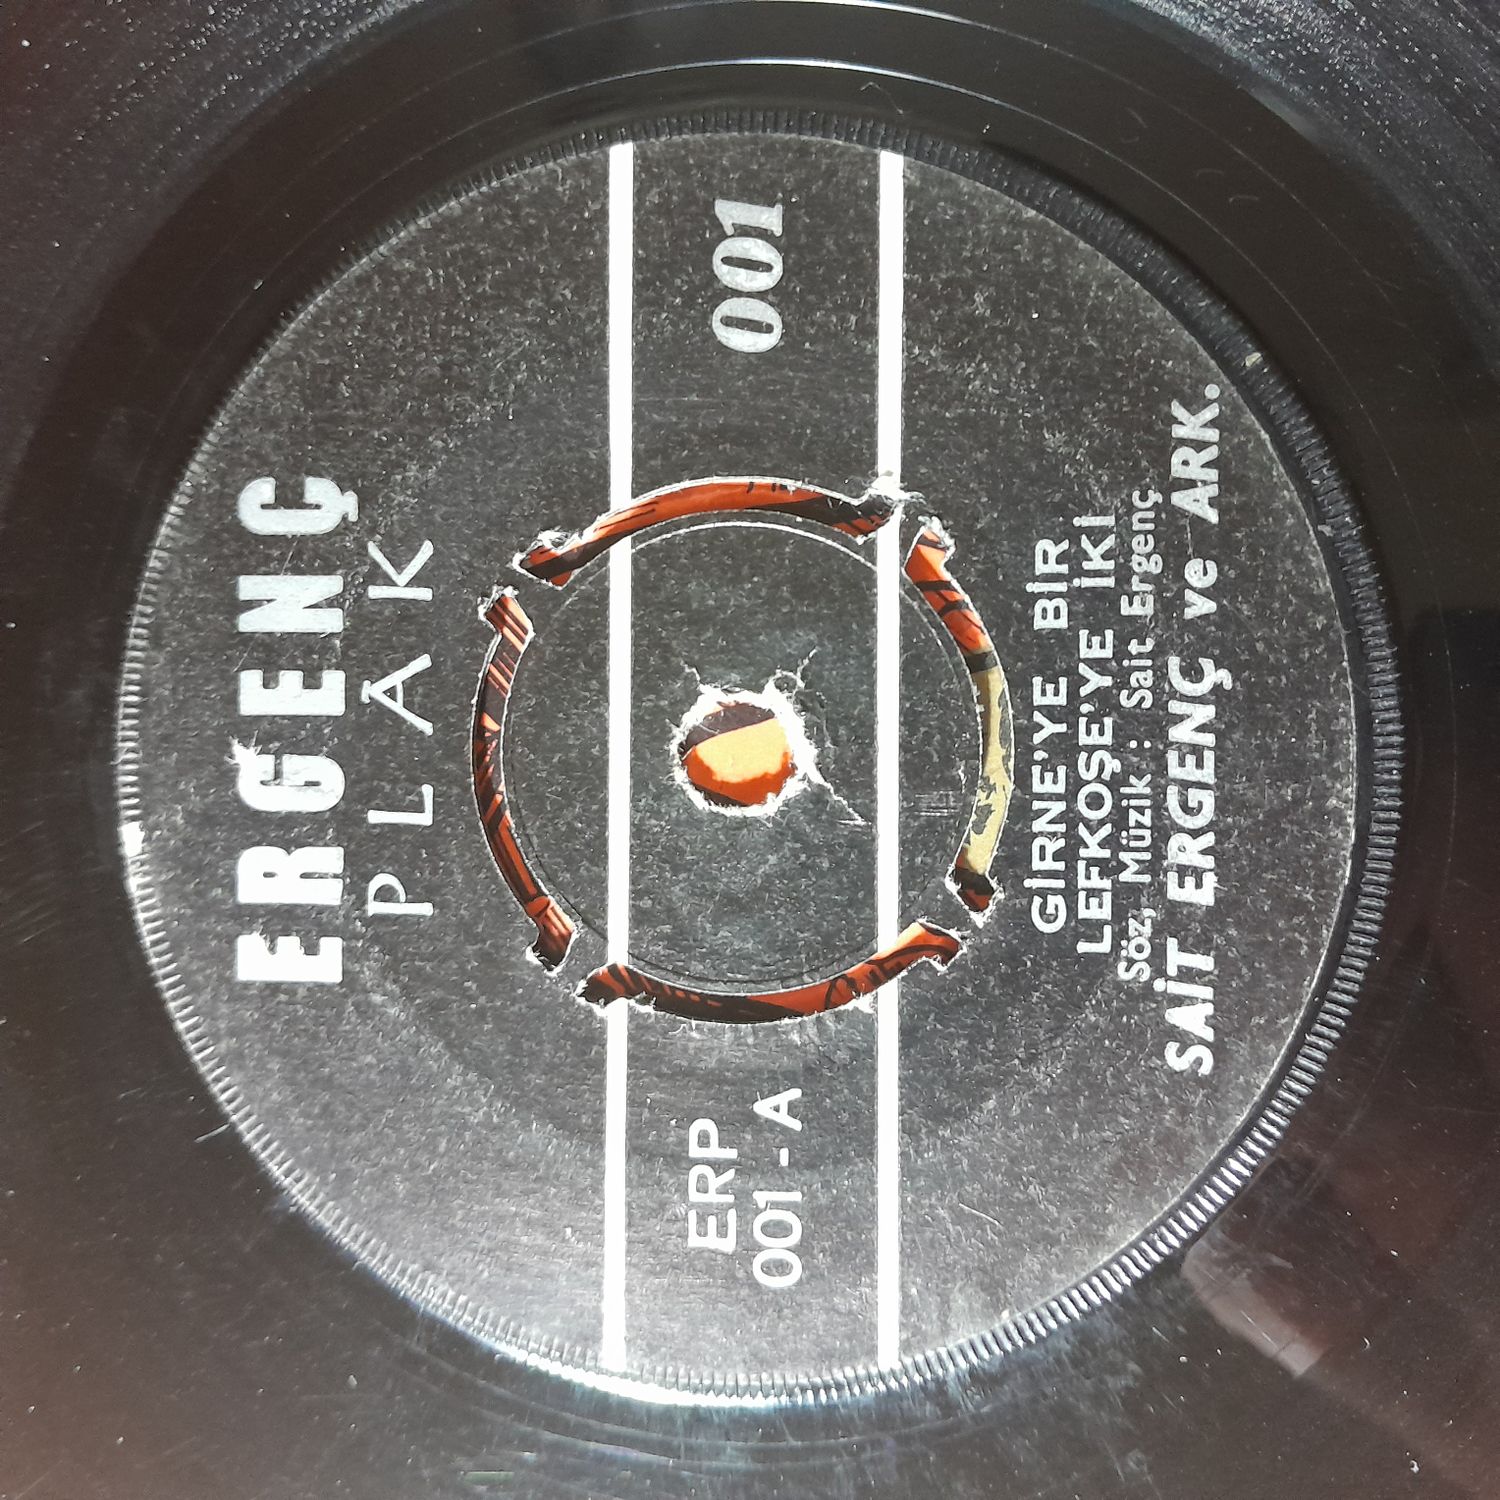 ERGENÇ
PLÂK
ERP
001 - A
001
GİRNE'YE BİR
LEFKOŞE'YE İKİ
Söz, Müzik : Sait Ergenç
SAİT ERGENÇ ve ARK.